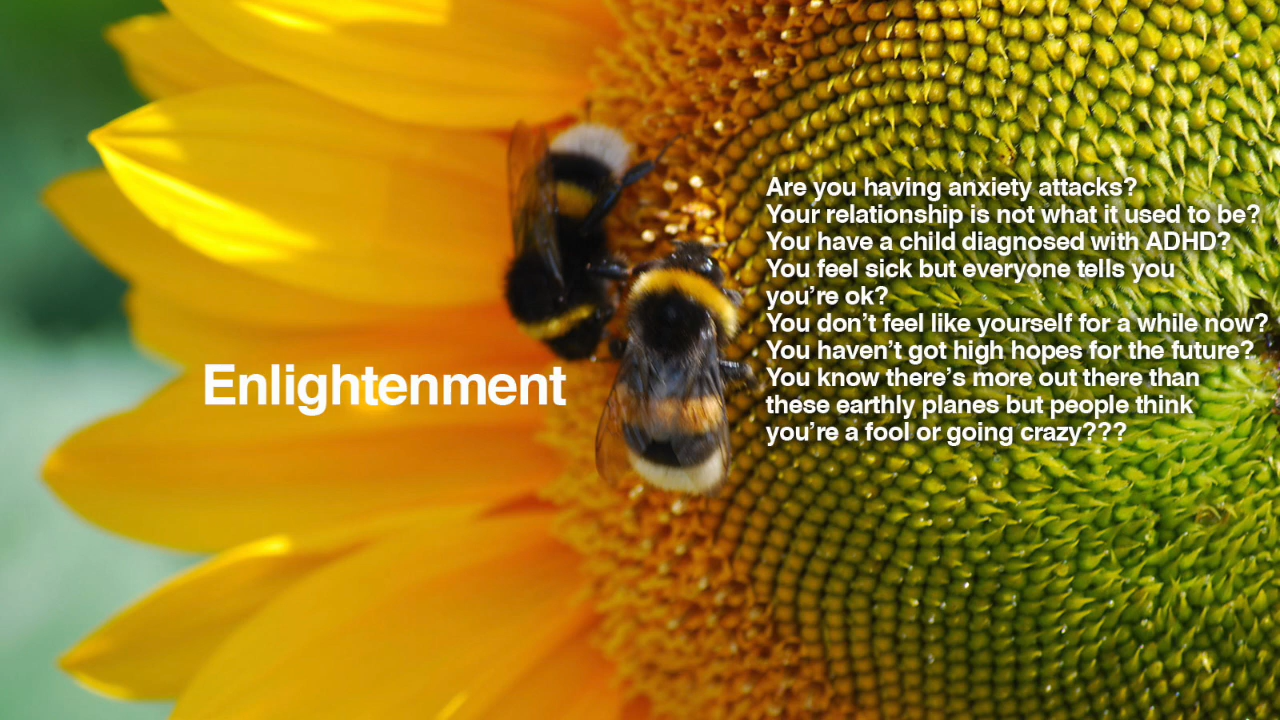 Enlightenment
Are you having anxiety attacks?
Your relationship is not what it used to be?
You have a child diagnosed with ADHD?
You feel sick but everyone tells you
you’re ok?
You don’t feel like yourself for a while now?
You haven’t got high hopes for the future?
You know there’s more out there than
these earthly planes but people think
you’re a fool or going crazy???